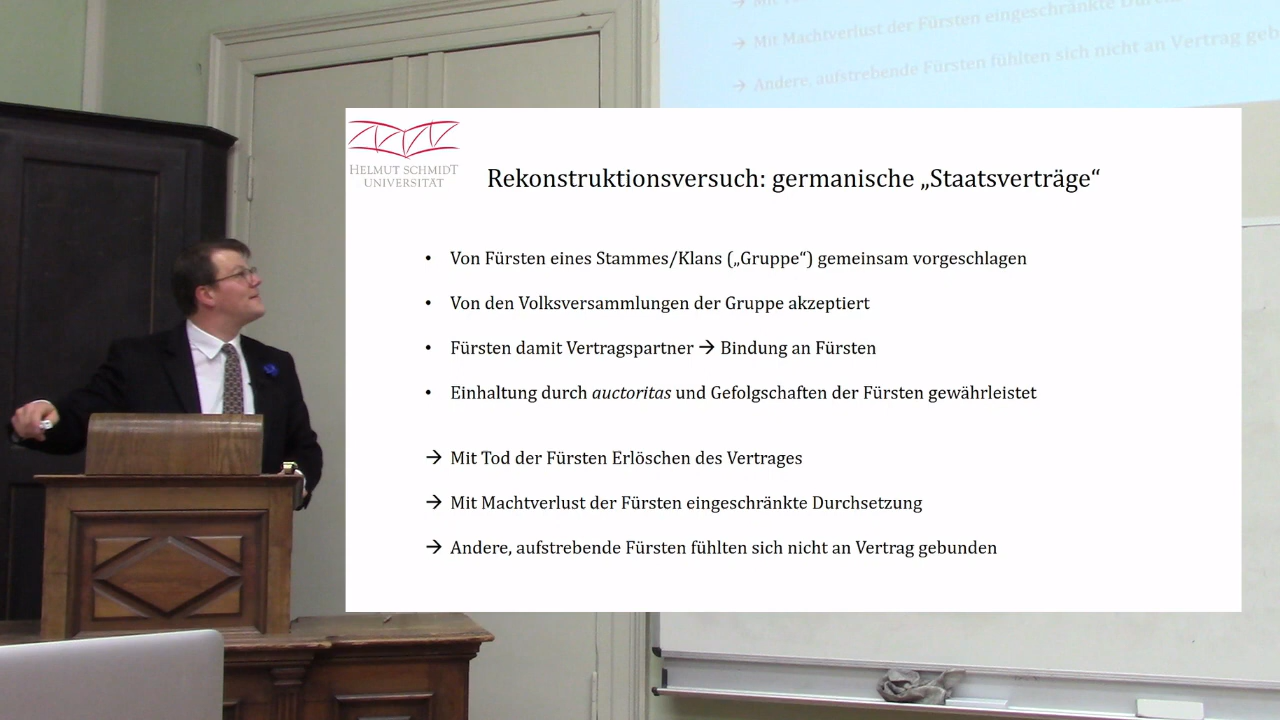 → Mit Machtverlust der Fürsten eingeschränkte
→ Andere, aufstrebende Fürsten fühlten sich nicht an Vertrag geb
HELMUT SCHMIDT
UNIVERSITÄT
Rekonstruktionsversuch: germanische „Staatsverträge“
• Von Fürsten eines Stammes/Klans („Gruppe“) gemeinsam vorgeschlagen
• Von den Volksversammlungen der Gruppe akzeptiert
• Fürsten damit Vertragspartner → Bindung an Fürsten
• Einhaltung durch auctoritas und Gefolgschaften der Fürsten gewährleistet
→ Mit Tod der Fürsten Erlöschen des Vertrages
→ Mit Machtverlust der Fürsten eingeschränkte Durchsetzung
→ Andere, aufstrebende Fürsten fühlten sich nicht an Vertrag gebunden